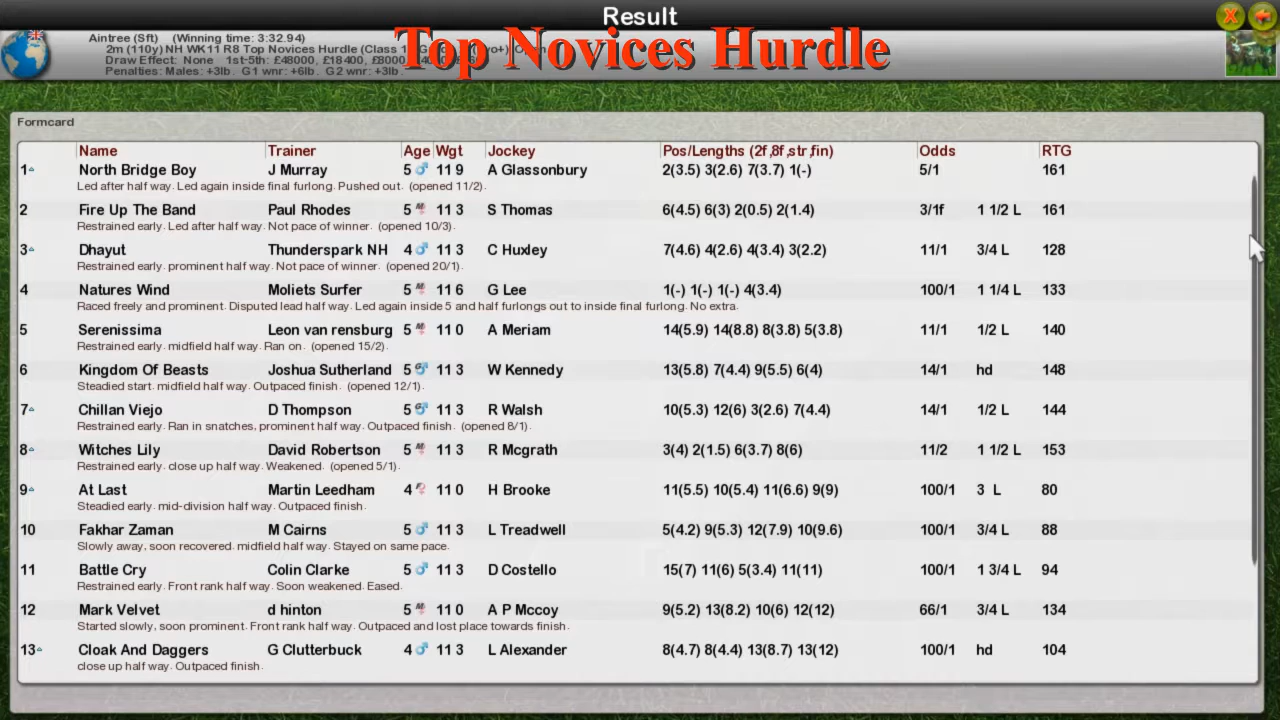 Result
Top Novices Hurdle
Aintree (Sft) (Winning time: 3:32.94)
2m (110y) NH WK11 R8 Top Novices Hurdle (Class 1
Draw Effect: None 1st-5th: £48000, £18400, £8000,
Penalties: Males: +3lb. G1 wnr: +6lb. G2 wnr: +3lb.
Formcard
Name Trainer Age Wgt Jockey Pos/Lengths (2f,8f,str,fin) Odds RTG
1 North Bridge Boy J Murray 5 11 9 A Glassonbury 2(3.5) 3(2.6) 7(3.7) 1(-) 5/1 161
Led after half way. Led again inside final furlong. Pushed out. (opened 11/2).
2 Fire Up The Band Paul Rhodes 5 11 3 S Thomas 6(4.5) 6(3) 2(0.5) 2(1.4) 3/1f 1 1/2 L 161
Restrained early. Led after half way. Not pace of winner. (opened 10/3).
3 Dhayut Thunderspark NH 4 11 3 C Huxley 7(4.6) 4(2.6) 4(3.4) 3(2.2) 11/1 3/4 L 128
Restrained early. prominent half way. Not pace of winner. (opened 20/1).
4 Natures Wind Moliets Surfer 5 11 6 G Lee 1(-) 1(-) 1(-) 4(3.4) 100/1 1 1/4 L 133
Raced freely and prominent. Disputed lead half way. Led again inside 5 and half furlongs out to inside final furlong. No extra.
5 Serenissima Leon van rensburg 5 11 0 A Meriam 14(5.9) 14(8.8) 8(3.8) 5(3.8) 11/1 1/2 L 140
Restrained early. midfield half way. Ran on. (opened 15/2).
6 Kingdom Of Beasts Joshua Sutherland 5 11 3 W Kennedy 13(5.8) 7(4.4) 9(5.5) 6(4) 14/1 hd 148
Steadied start. midfield half way. Outpaced finish. (opened 12/1).
7 Chillan Viejo D Thompson 5 11 3 R Walsh 10(5.3) 12(6) 3(2.6) 7(4.4) 14/1 1/2 L 144
Restrained early. Ran in snatches, prominent half way. Outpaced finish. (opened 8/1).
8 Witches Lily David Robertson 5 11 3 R Mcgrath 3(4) 2(1.5) 6(3.7) 8(6) 11/2 1 1/2 L 153
Restrained early. close up half way. Weakened. (opened 5/1).
9 At Last Martin Leedham 4 11 0 H Brooke 11(5.5) 10(5.4) 11(6.6) 9(9) 100/1 3 L 80
Steadied early. mid-division half way. Outpaced finish.
10 Fakhar Zaman M Cairns 5 11 3 L Treadwell 5(4.2) 9(5.3) 12(7.9) 10(9.6) 100/1 3/4 L 88
Slowly away, soon recovered. midfield half way. Stayed on same pace.
11 Battle Cry Colin Clarke 5 11 3 D Costello 15(7) 11(6) 5(3.4) 11(11) 100/1 1 3/4 L 94
Restrained early. Front rank half way. Soon weakened. Eased.
12 Mark Velvet d hinton 5 11 0 A P Mccoy 9(5.2) 13(8.2) 10(6) 12(12) 66/1 3/4 L 134
Started slowly, soon prominent. Front rank half way. Outpaced and lost place towards finish.
13 Cloak And Daggers G Clutterbuck 4 11 3 L Alexander 8(4.7) 8(4.4) 13(8.7) 13(12) 100/1 hd 104
close up half way. Outpaced finish.